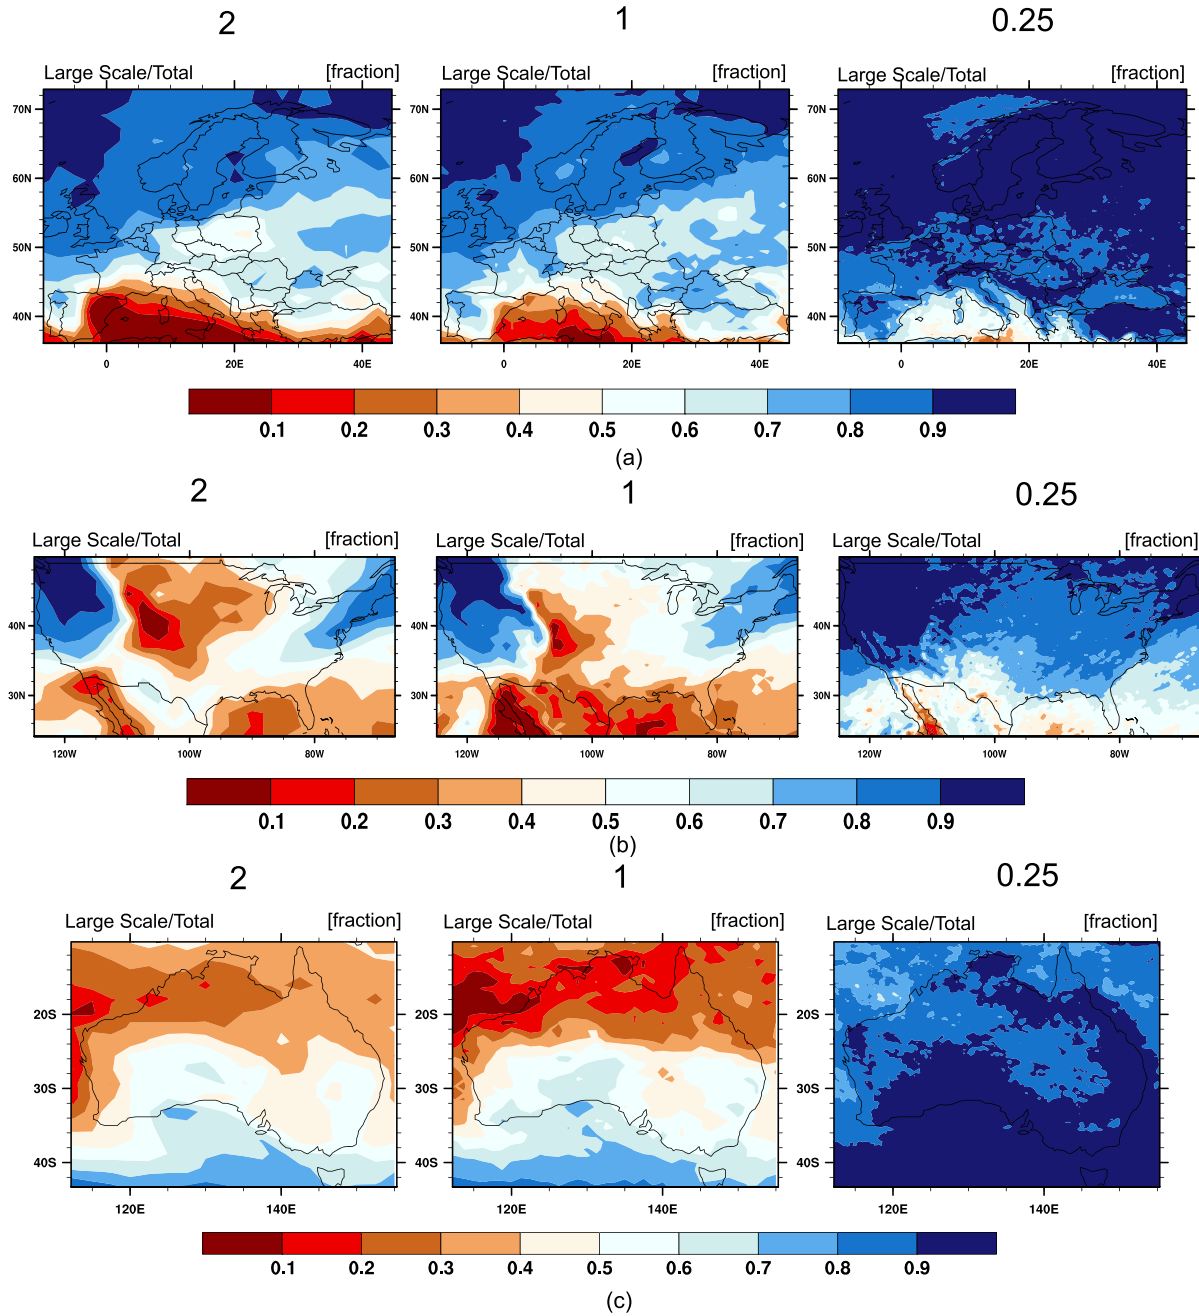 2 1 0.25
Large Scale/Total [fraction] Large Scale/Total [fraction] Large Scale/Total [fraction]
70N 70N 70N
60N 60N 60N
50N 50N 50N
40N 40N 40N
0 20E 40E 0 20E 40E 0 20E 40E
0.1 0.2 0.3 0.4 0.5 0.6 0.7 0.8 0.9
(a)
2 1 0.25
Large Scale/Total [fraction] Large Scale/Total [fraction] Large Scale/Total [fraction]
40N 40N 40N
30N 30N 30N
120W 100W 80W 120W 100W 80W 120W 100W 80W
0.1 0.2 0.3 0.4 0.5 0.6 0.7 0.8 0.9
(b)
2 1 0.25
Large Scale/Total [fraction] Large Scale/Total [fraction] Large Scale/Total [fraction]
20S 20S 20S
30S 30S 30S
40S 40S 40S
120E 140E 120E 140E 120E 140E
0.1 0.2 0.3 0.4 0.5 0.6 0.7 0.8 0.9
(c)